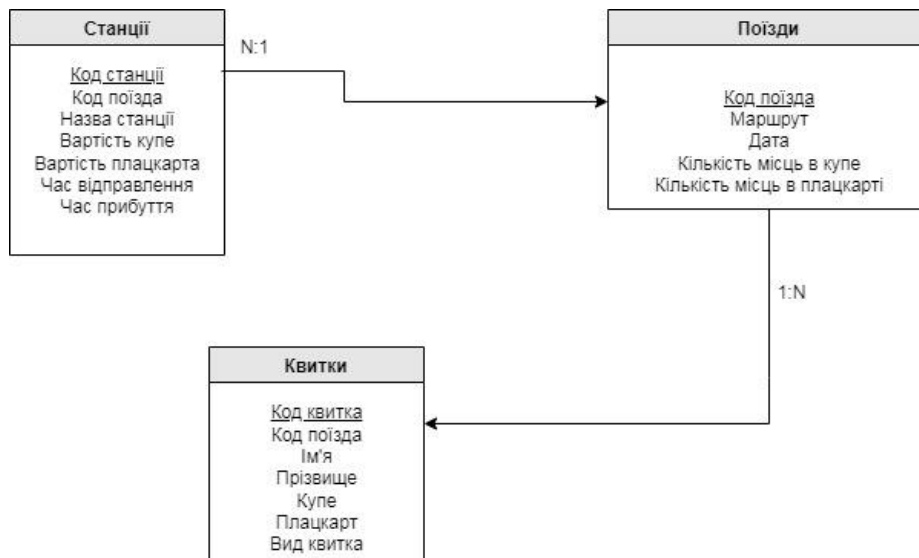 Станції
Код станції
Код поїзда
Назва станції
Вартість купе
Вартість плацкарта
Час відправлення
Час прибуття
N:1
Поїзди
Код поїзда
Маршрут
Дата
Кількість місць в купе
Кількість місць в плацкарті
1:N
Квитки
Код квитка
Код поїзда
Ім'я
Прізвище
Купе
Плацкарт
Вид квитка